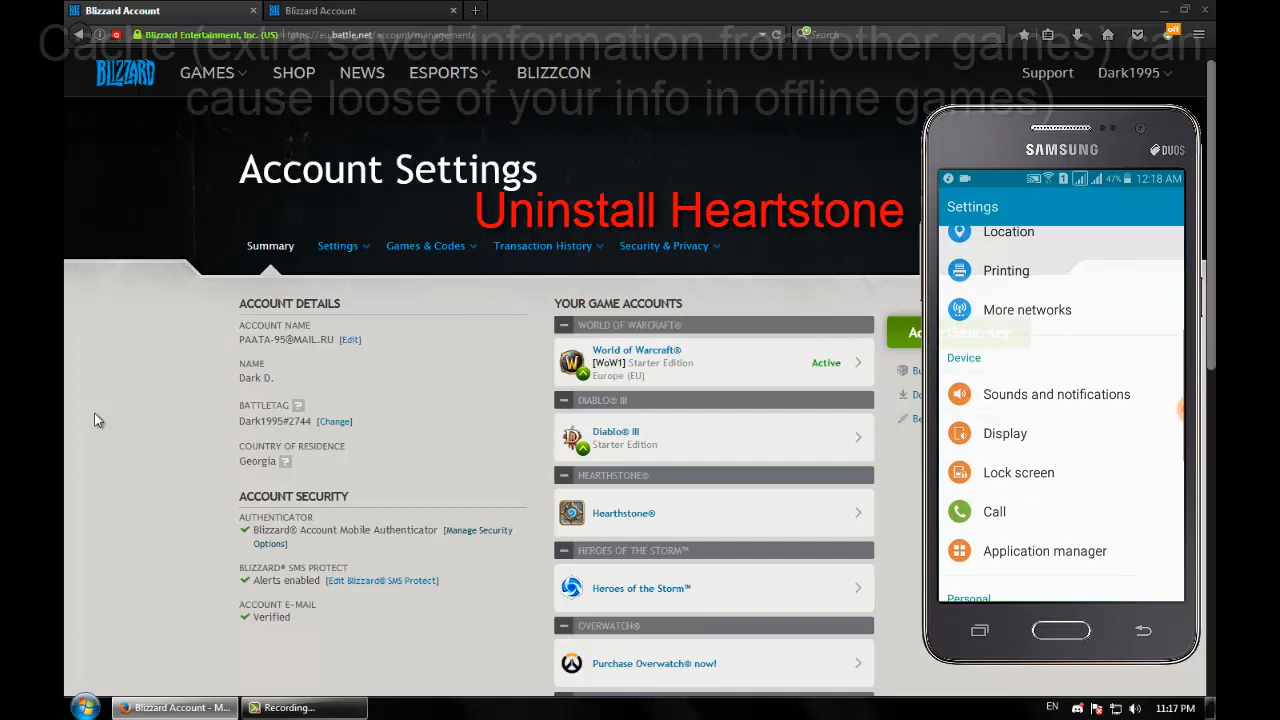 Blizzard Account
Blizzard Account
Blizzard Entertainment, Inc. (US)
https://eu.battle.net/account/management/
Search
off
Cache (extra saved information from other games) can
cause loose of your info in offline games)
BLIZZARD
GAMES
SHOP
NEWS
ESPORTS
BLIZZCON
Support
Dark1995
Account Settings
Uninstall Heartstone
Summary
Settings
Games & Codes
Transaction History
Security & Privacy
ACCOUNT DETAILS
ACCOUNT NAME
PAATA-95@MAIL.RU [Edit]
NAME
Dark D.
BATTLETAG ?
Dark1995#2744 [Change]
COUNTRY OF RESIDENCE
Georgia ?
ACCOUNT SECURITY
AUTHENTICATOR
Blizzard® Account Mobile Authenticator [Manage Security
Options]
BLIZZARD® SMS PROTECT
Alerts enabled [Edit Blizzard® SMS Protect]
ACCOUNT E-MAIL
Verified
YOUR GAME ACCOUNTS
WORLD OF WARCRAFT®
World of Warcraft®
[WoW1] Starter Edition
Europe (EU)
Active
DIABLO® III
Diablo® III
Starter Edition
HEARTHSTONE®
Hearthstone®
HEROES OF THE STORM™
Heroes of the Storm™
OVERWATCH®
Purchase Overwatch® now!
SAMSUNG
DUOS
47%
12:18 AM
Settings
Location
Printing
More networks
Device
Sounds and notifications
Display
Lock screen
Call
Application manager
Personal
Blizzard Account - M...
Recording...
EN
11:17 PM